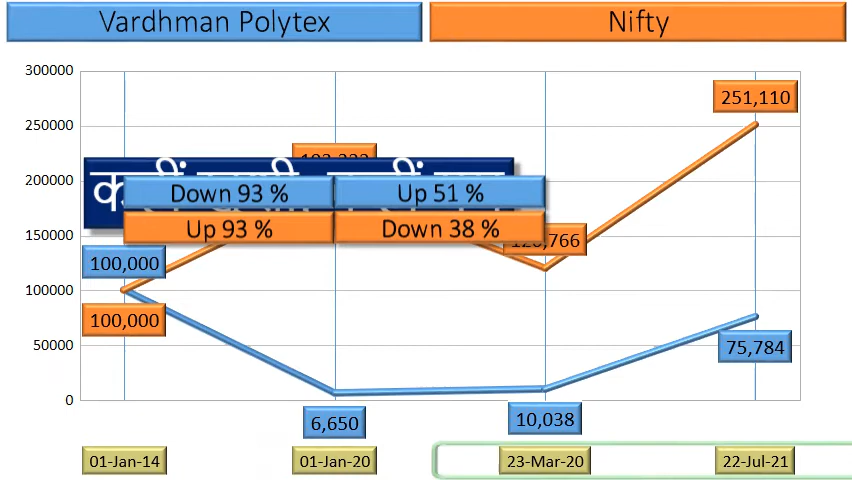 Vardhman Polytex
Nifty
300000
250000
200000
150000
100000
50000
0
251,110
Down 93 %
Up 51 %
Up 93 %
Down 38 %
100,000
100,000
75,784
6,650
10,038
01-Jan-14
01-Jan-20
23-Mar-20
22-Jul-21